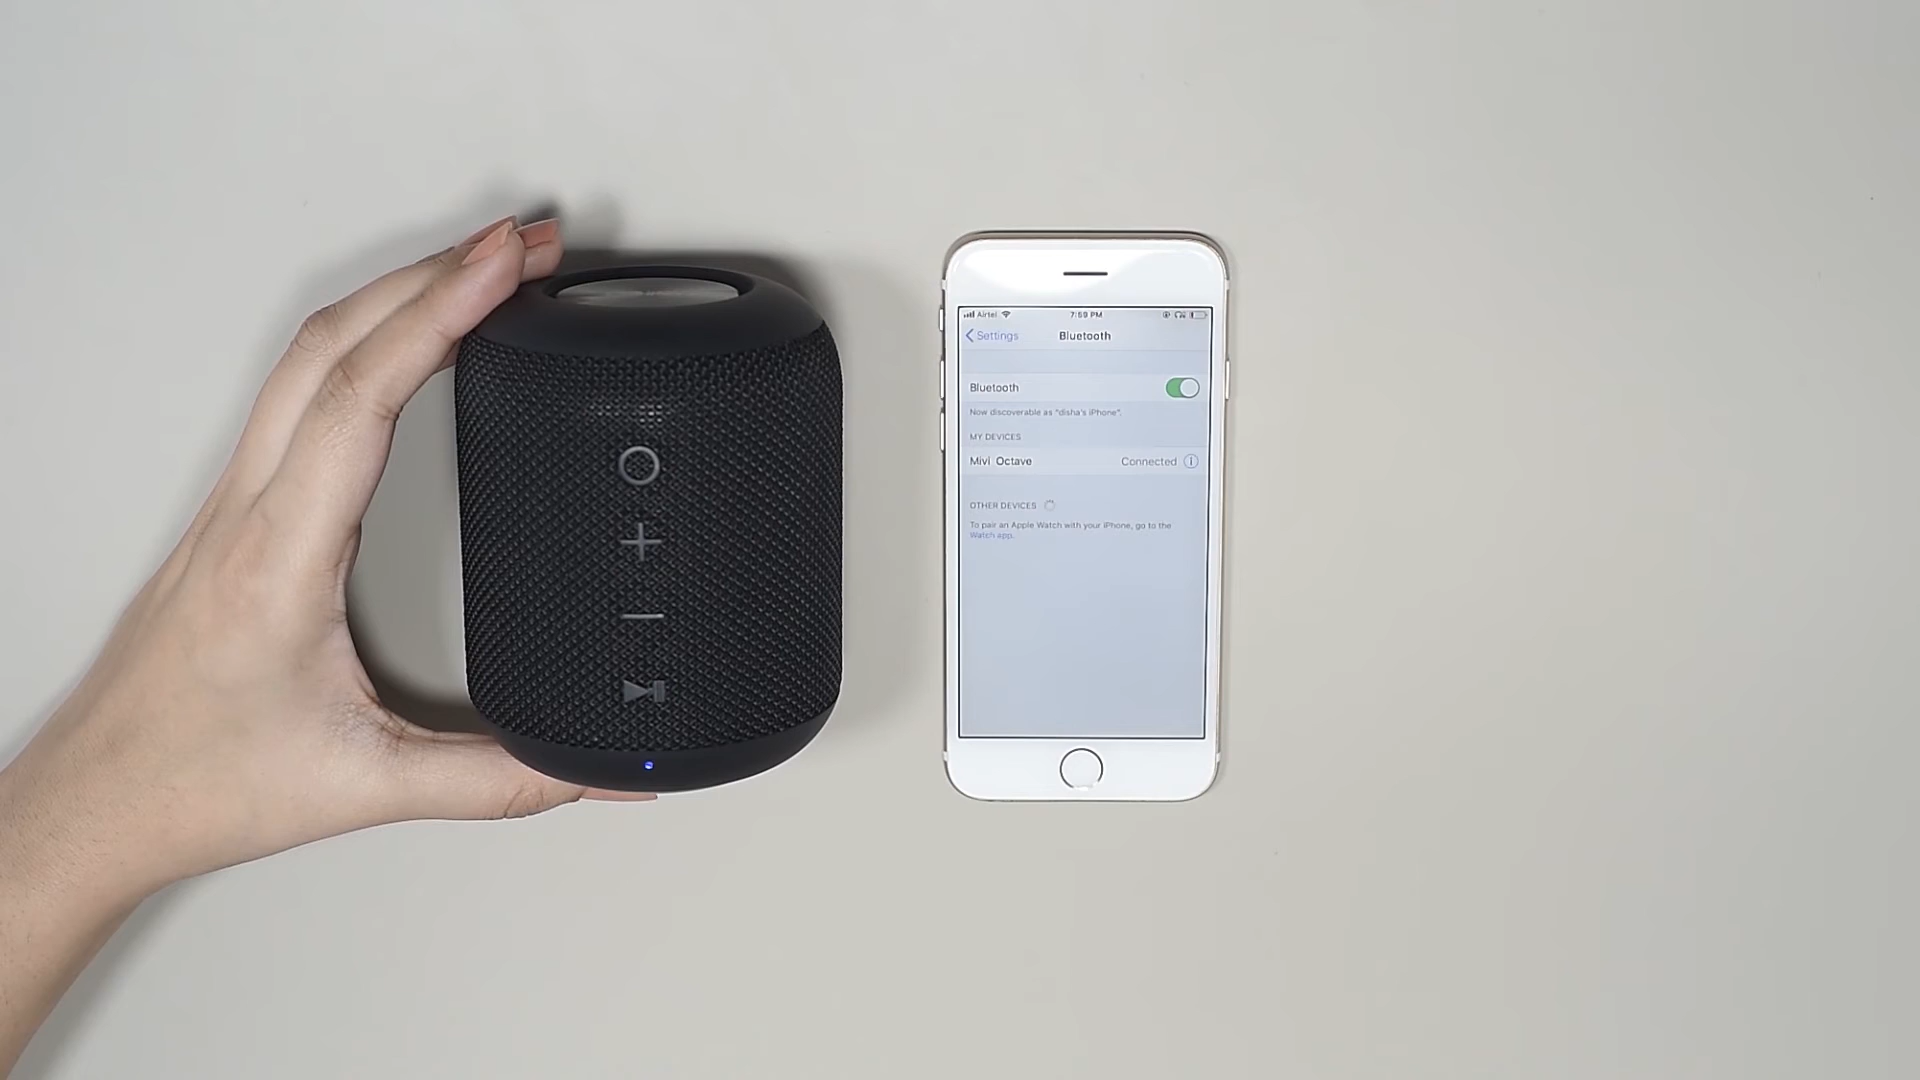 Airtel 7:59 PM
Settings Bluetooth
Bluetooth
Now discoverable as "disha's iPhone".
MY DEVICES
Mivi Octave Connected
OTHER DEVICES
To pair an Apple Watch with your iPhone, go to the
Watch app.